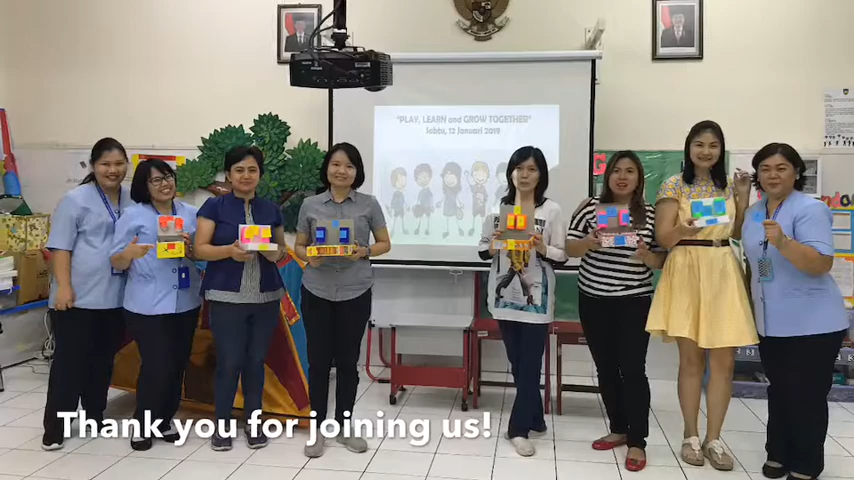 "PLAY, LEARN and GROW TOGETHER"
Sabtu, 12 Januari 2019
Thank you for joining us!